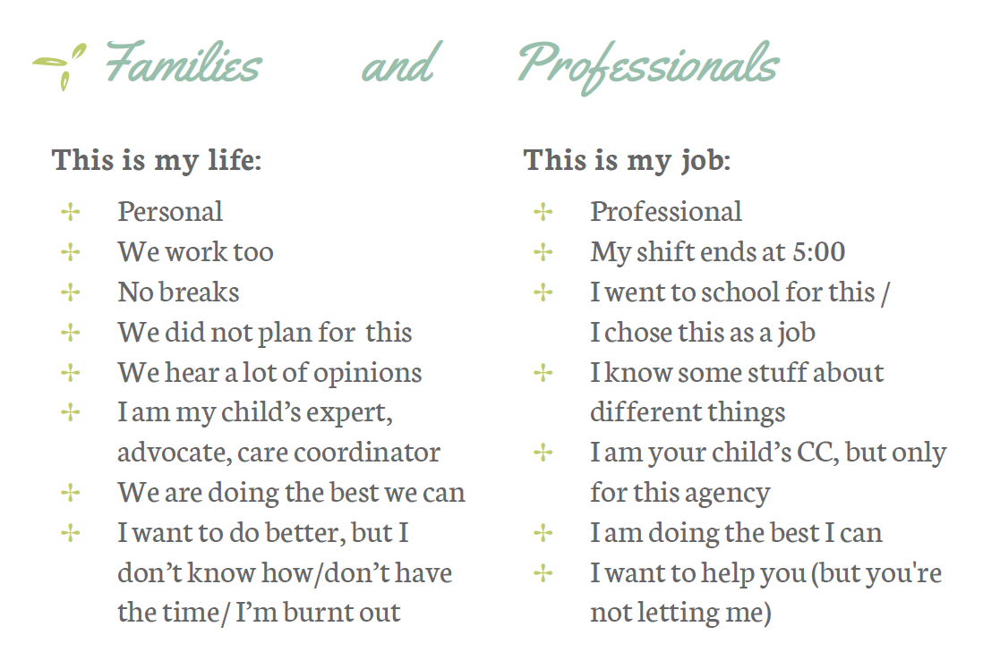 Families and Professionals
This is my life:
Personal
We work too
No breaks
We did not plan for this
We hear a lot of opinions
I am my child’s expert,
advocate, care coordinator
We are doing the best we can
I want to do better, but I
don’t know how/don’t have
the time/ I’m burnt out
This is my job:
Professional
My shift ends at 5:00
I went to school for this /
I chose this as a job
I know some stuff about
different things
I am your child’s CC, but only
for this agency
I am doing the best I can
I want to help you (but you're
not letting me)